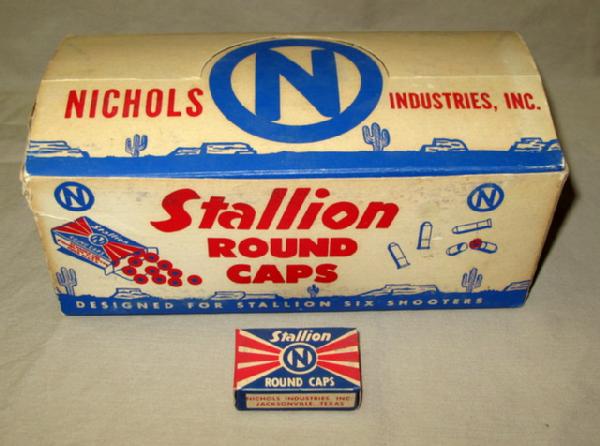 NICHOLS N INDUSTRIES, INC.
N Stallion N
ROUND
CAPS
Stallion
N
DESIGNED FOR STALLION SIX SHOOTERS
Stallion
N
ROUND CAPS
NICHOLS INDUSTRIES INC.
JACKSONVILLE, TEXAS